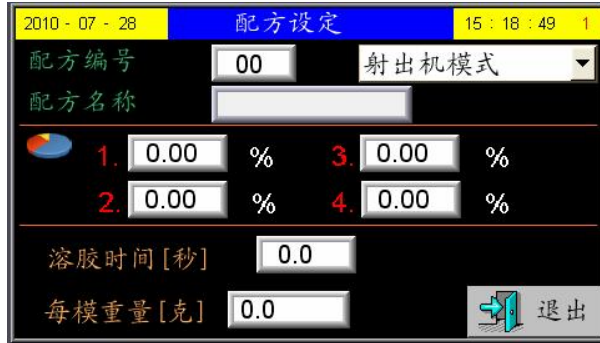 2010 - 07 - 28 配方设定 15 : 18 : 49 1
配方编号 00 射出机模式
配方名称
1. 0.00 % 3. 0.00 %
2. 0.00 % 4. 0.00 %
溶胶时间[秒] 0.0
每模重量[克] 0.0
退出